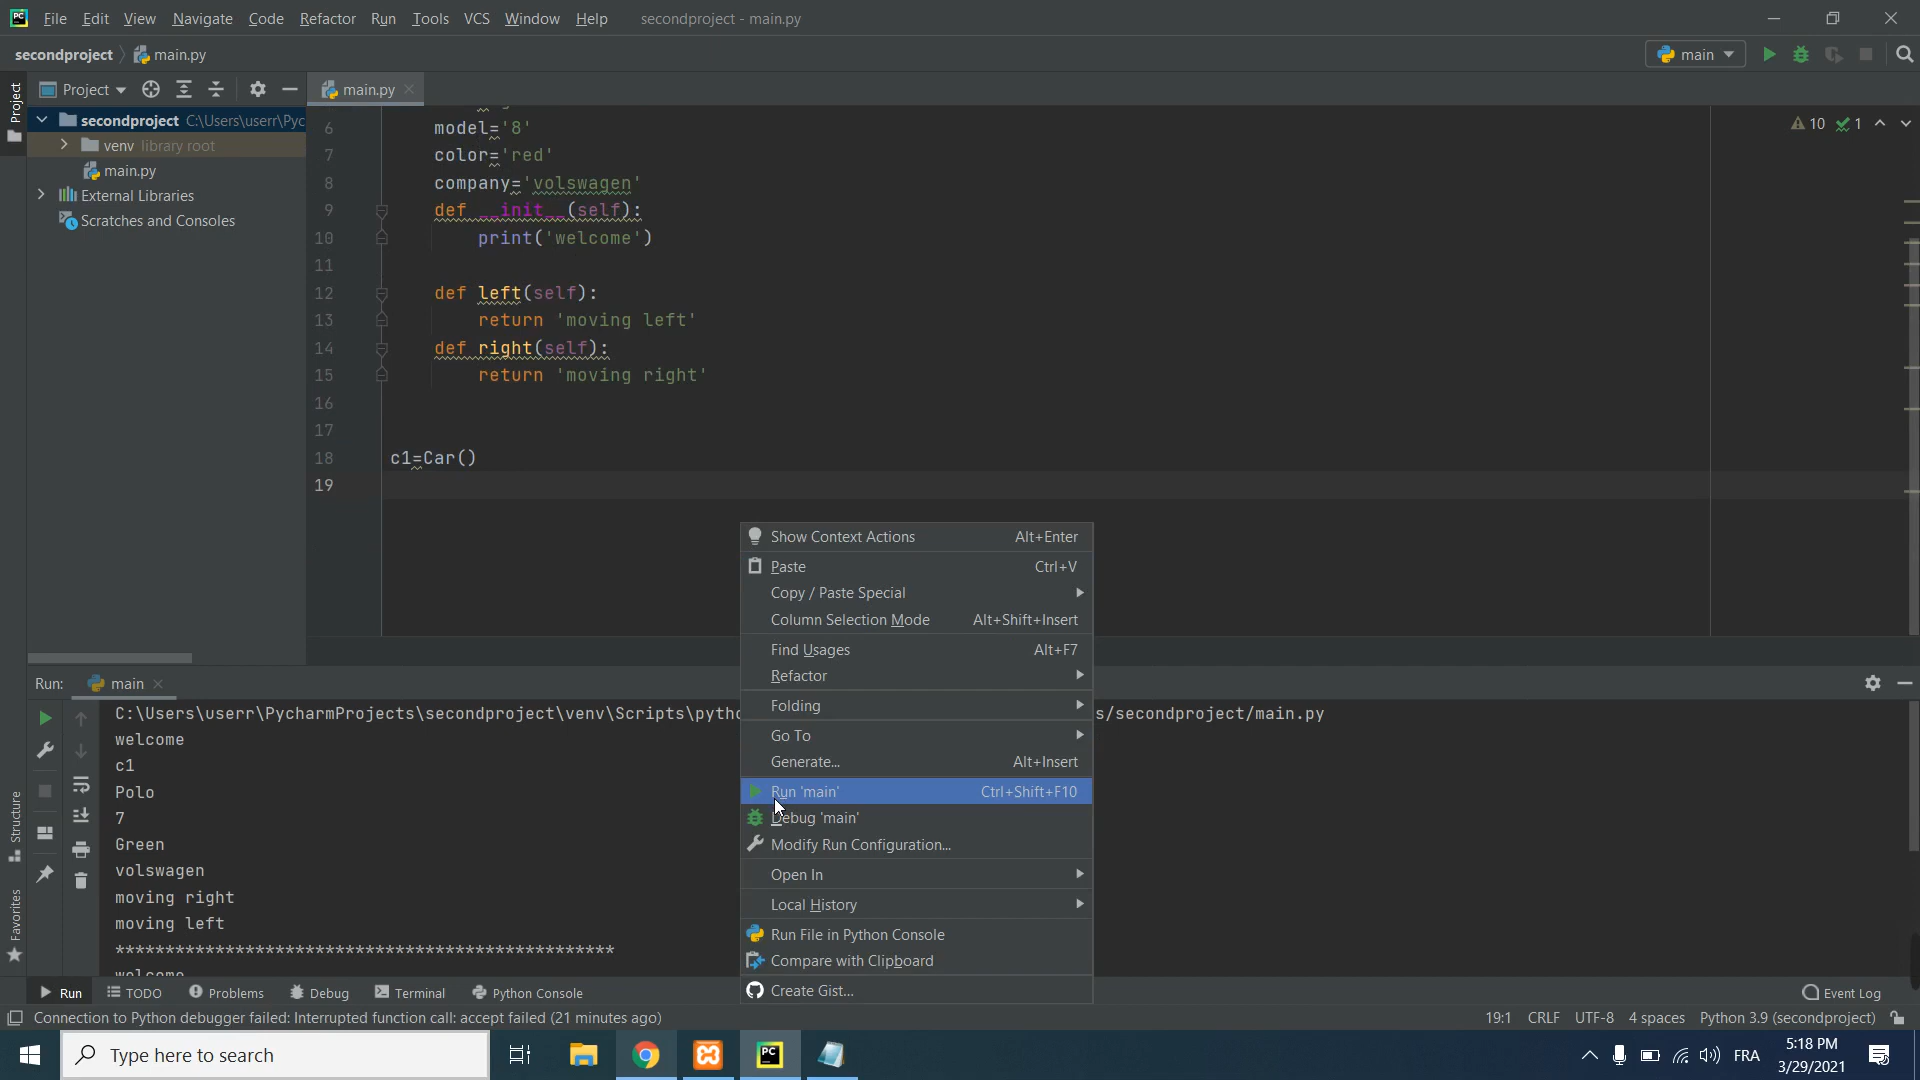 File Edit View Navigate Code Refactor Run Tools VCS Window Help secondproject - main.py
secondproject main.py main
Project
Project main.py
secondproject C:\Users\userr\Pyc
venv library root
main.py
External Libraries
Scratches and Consoles
10 1
6 model='8'
7 color='red'
8 company='volswagen'
9 def __init__(self):
10 print('welcome')
11
12 def left(self):
13 return 'moving left'
14 def right(self):
15 return 'moving right'
16
17
18 c1=Car()
19
Show Context Actions Alt+Enter
Paste Ctrl+V
Copy / Paste Special
Column Selection Mode Alt+Shift+Insert
Find Usages Alt+F7
Refactor
Folding
Go To
Generate... Alt+Insert
Run 'main' Ctrl+Shift+F10
Debug 'main'
Modify Run Configuration...
Open In
Local History
Run File in Python Console
Compare with Clipboard
Create Gist...
Run: main
C:\Users\userr\PycharmProjects\secondproject\venv\Scripts\pytho s/secondproject/main.py
welcome
c1
Polo
7
Green
volswagen
moving right
moving left
**************************************************
welcome
Structure
Favorites
Run TODO Problems Debug Terminal Python Console Event Log
Connection to Python debugger failed: Interrupted function call: accept failed (21 minutes ago) 19:1 CRLF UTF-8 4 spaces Python 3.9 (secondproject)
Type here to search PC FRA 5:18 PM
3/29/2021